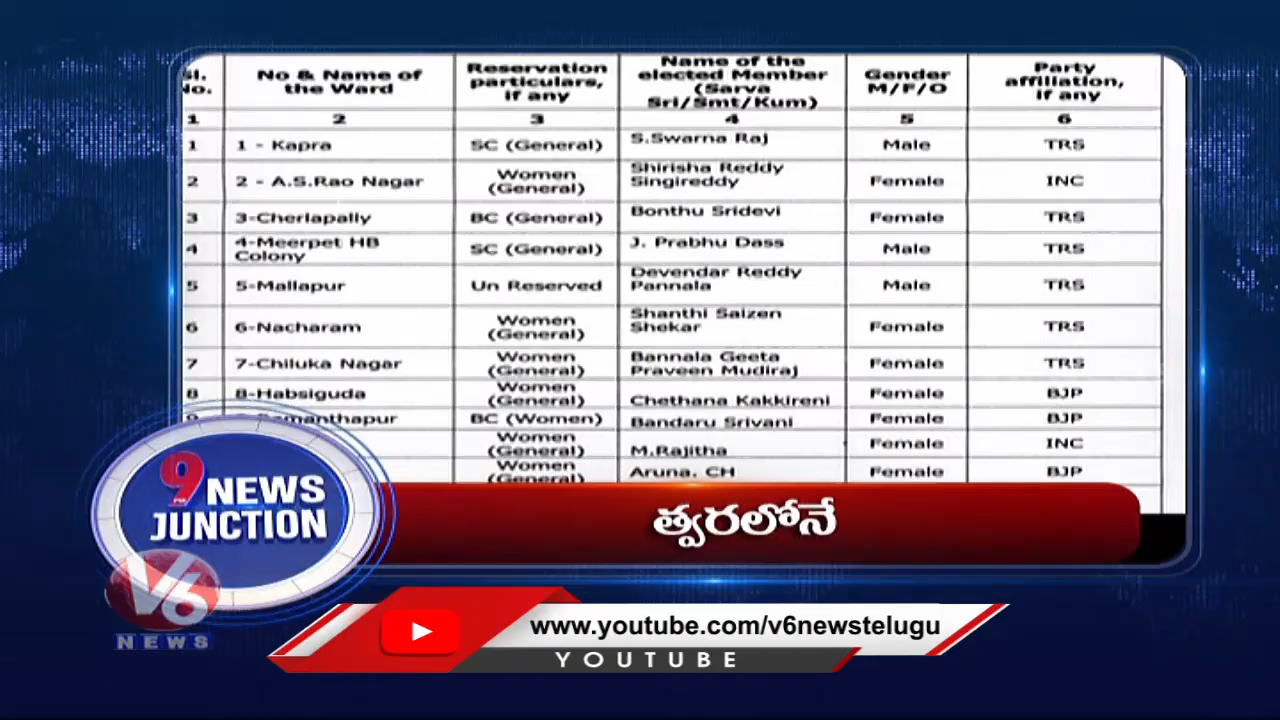 Sl. No. No & Name of the Ward Reservation particulars, if any Name of the elected Member (Sarva Sri/Smt/Kum) Gender M/F/O Party affiliation, if any
1 2 3 4 5 6
1 1 - Kapra SC (General) S.Swarna Raj Male TRS
2 2 - A.S.Rao Nagar Women (General) Shirisha Reddy Singireddy Female INC
3 3-Cherlapally BC (General) Bonthu Sridevi Female TRS
4 4-Meerpet HB Colony SC (General) J. Prabhu Dass Male TRS
5 5-Mallapur Un Reserved Devendar Reddy Pannala Male TRS
6 6-Nacharam Women (General) Shanthi Saizen Shekar Female TRS
7 7-Chiluka Nagar Women (General) Bannala Geeta Praveen Mudiraj Female TRS
8 8-Habsiguda Women (General) Chethana Kakkireni Female BJP
BC (Women) Bandaru Srivani Female BJP
Women (General) M.Rajitha Female INC
Women (General) Aruna. CH Female BJP
9 PM NEWS
JUNCTION
త్వరలోనే
V6
NEWS
www.youtube.com/v6newstelugu
YOUTUBE